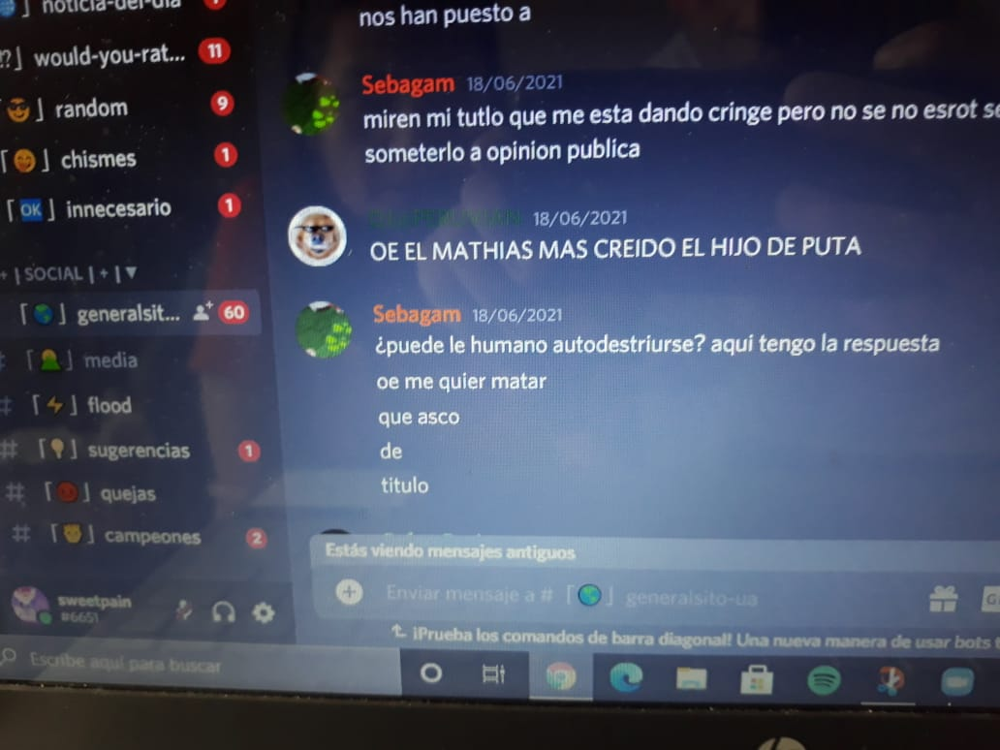 noticia-del-dia
nos han puesto a
would-you-rat... 11
Sebagam 18/06/2021
random 9
miren mi tutlo que me esta dando cringe pero no se no esrot se
someterlo a opinion publica
chismes 1
OK innecesario 1
18/06/2021
OE EL MATHIAS MAS CREIDO EL HIJO DE PUTA
+ | SOCIAL | + | ▼
generalsit... 60
Sebagam 18/06/2021
¿puede le humano autodestriurse? aquí tengo la respuesta
oe me quier matar
que asco
de
titulo
media
flood
# sugerencias 1
# quejas
# campeones 2
Estás viendo mensajes antiguos
Enviar mensaje a # generalsito-ua
sweetpain
#6651
¡Prueba los comandos de barra diagonal! Una nueva manera de usar bots
Escribe aquí para buscar